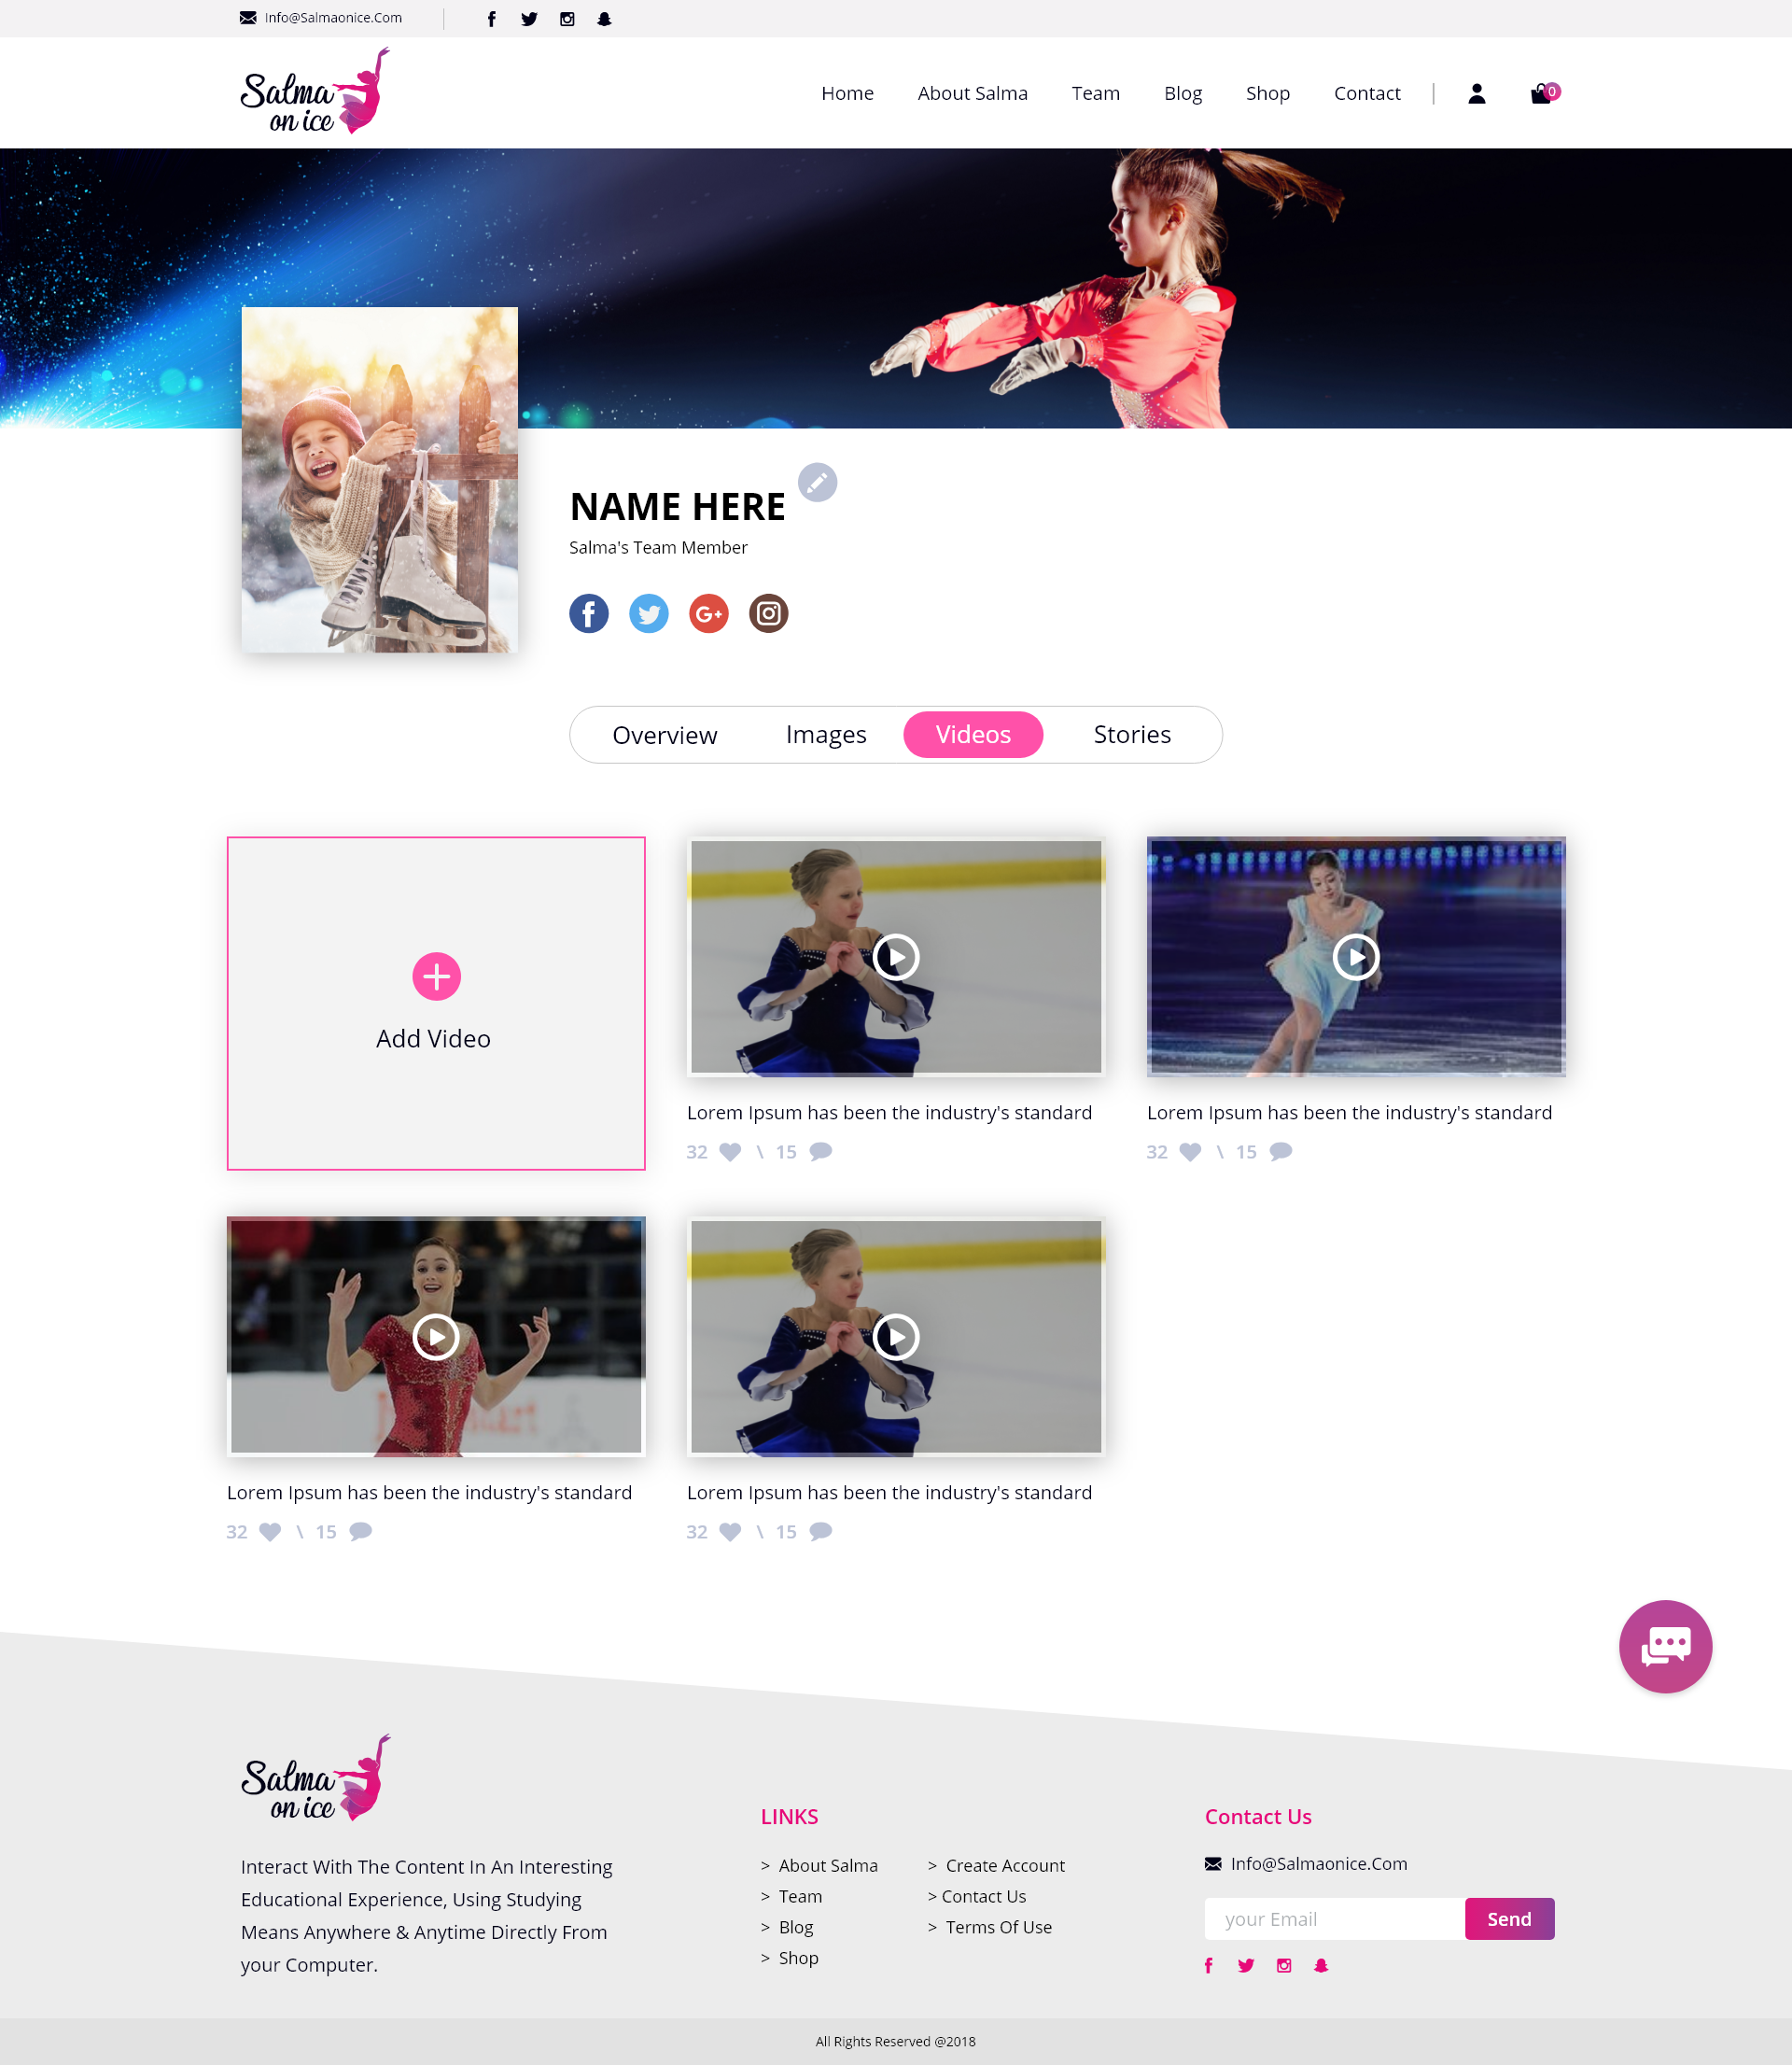 Info@Salmaonice.Com
Salma
on ice
Home About Salma Team Blog Shop Contact 0
NAME HERE
Salma's Team Member
Overview Images Videos Stories
Add Video
Lorem Ipsum has been the industry's standard
32 \ 15
Lorem Ipsum has been the industry's standard
32 \ 15
Lorem Ipsum has been the industry's standard
32 \ 15
Lorem Ipsum has been the industry's standard
32 \ 15
Salma
on ice
Interact With The Content In An Interesting
Educational Experience, Using Studying
Means Anywhere & Anytime Directly From
your Computer.
LINKS
> About Salma
> Team
> Blog
> Shop
> Create Account
> Contact Us
> Terms Of Use
Contact Us
Info@Salmaonice.Com
your Email Send
All Rights Reserved @2018